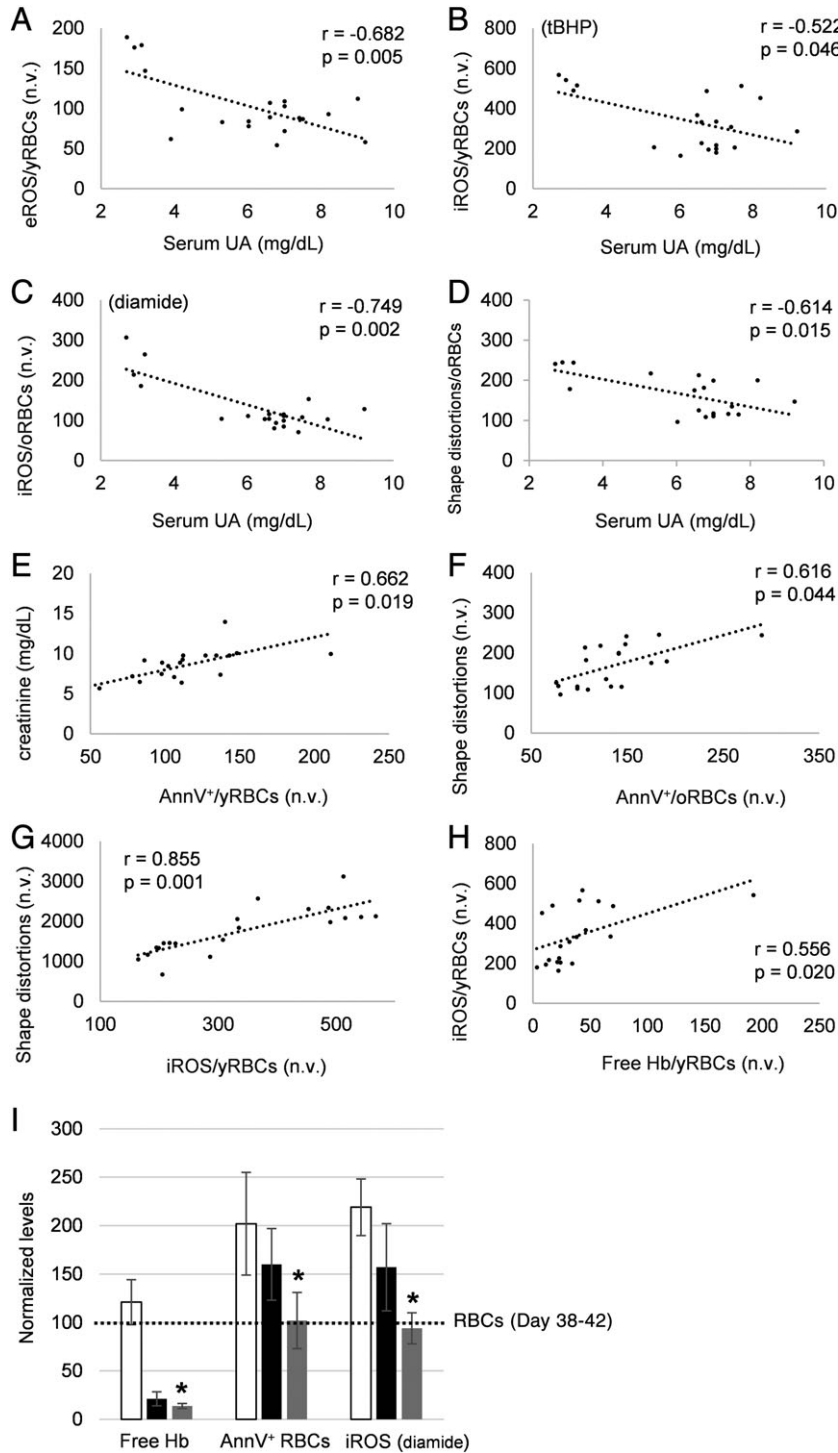 A
r = -0.682
p = 0.005
eROS/yRBCs (n.v.)
200
150
100
50
0
2 4 6 8 10
Serum UA (mg/dL)
B
(tBHP)
r = -0.522
p = 0.046
iROS/yRBCs (n.v.)
800
600
400
200
0
2 4 6 8 10
Serum UA (mg/dL)
C
(diamide)
r = -0.749
p = 0.002
iROS/oRBCs (n.v.)
400
300
200
100
0
2 4 6 8 10
Serum UA (mg/dL)
D
r = -0.614
p = 0.015
Shape distortions/oRBCs
400
300
200
100
0
2 4 6 8 10
Serum UA (mg/dL)
E
r = 0.662
p = 0.019
creatinine (mg/dL)
20
15
10
5
0
50 100 150 200 250
AnnV⁺/yRBCs (n.v.)
F
r = 0.616
p = 0.044
Shape distortions (n.v.)
400
300
200
100
0
50 100 150 200 250 300 350
AnnV⁺/oRBCs (n.v.)
G
r = 0.855
p = 0.001
Shape distortions (n.v.)
4000
3000
2000
1000
0
100 300 500
iROS/yRBCs (n.v.)
H
r = 0.556
p = 0.020
iROS/yRBCs (n.v.)
800
600
400
200
0
0 50 100 150 200 250
Free Hb/yRBCs (n.v.)
I
Normalized levels
300
250
200
150
100
50
0
*
*
*
RBCs (Day 38-42)
Free Hb AnnV⁺ RBCs iROS (diamide)